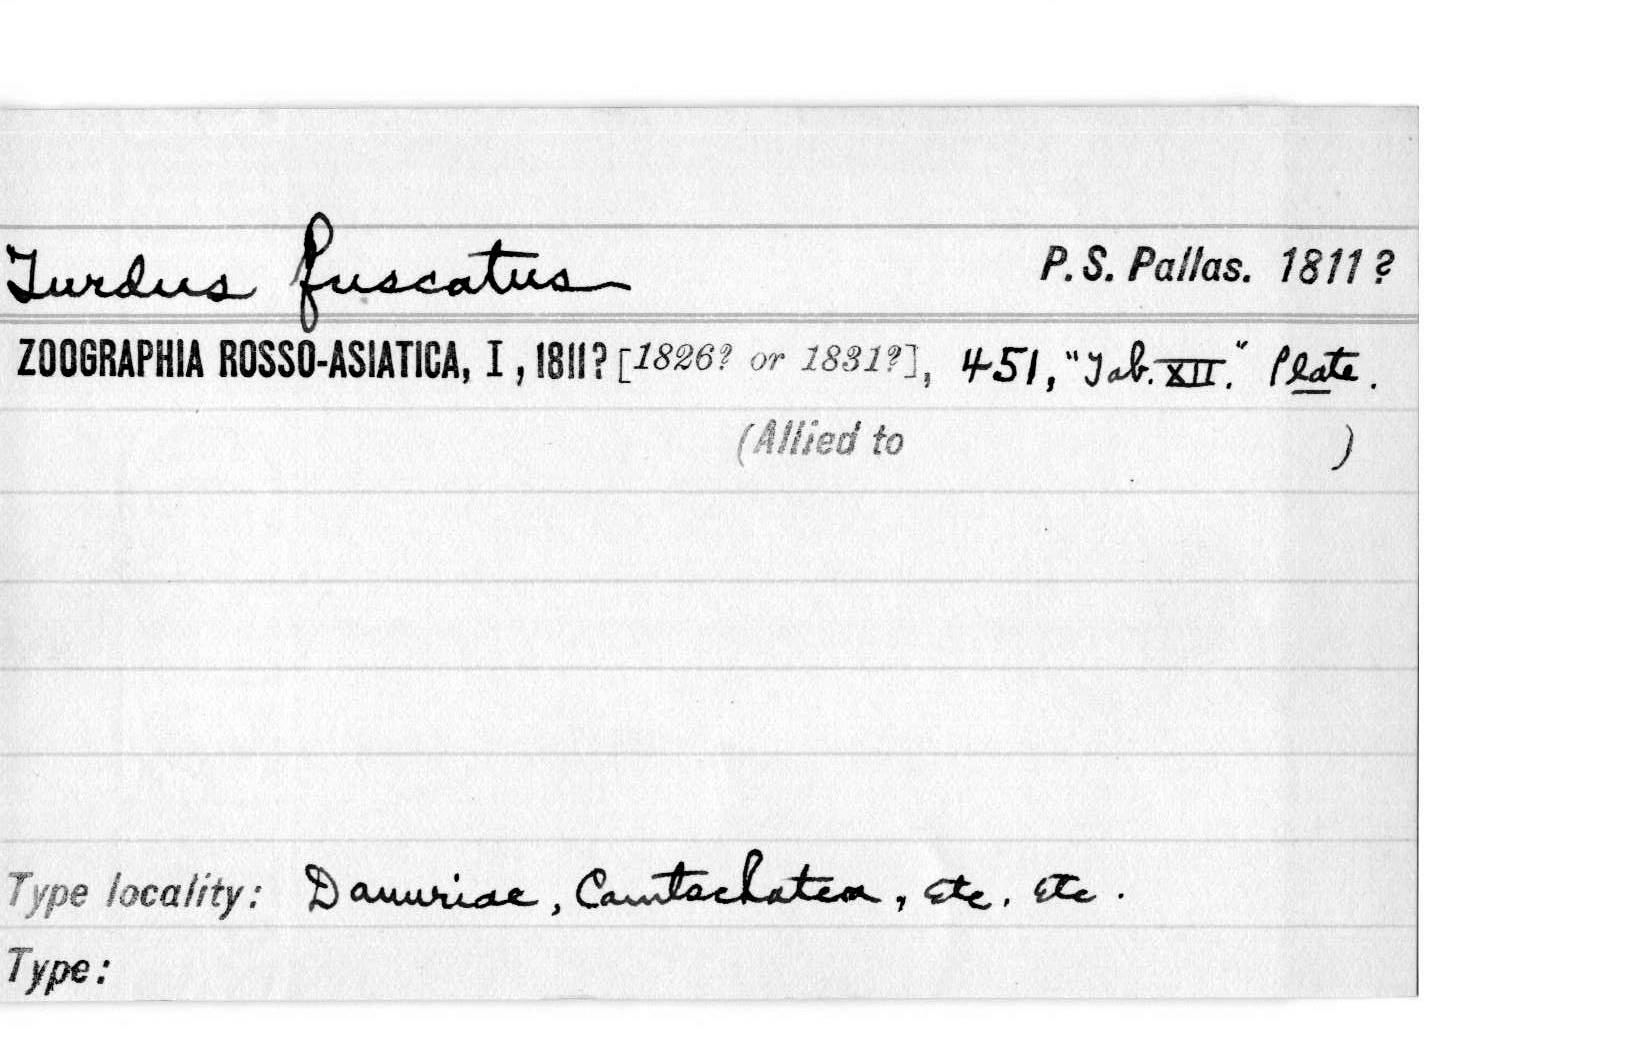 Turdus fuscatus P. S. Pallas. 1811?
ZOOGRAPHIA ROSSO-ASIATICA, I, 1811? [1826? or 1831?], 451, "Tab. XII." Plate.
(Allied to )
Type locality: Dauuriae, Camtschatca, etc. etc.
Type: